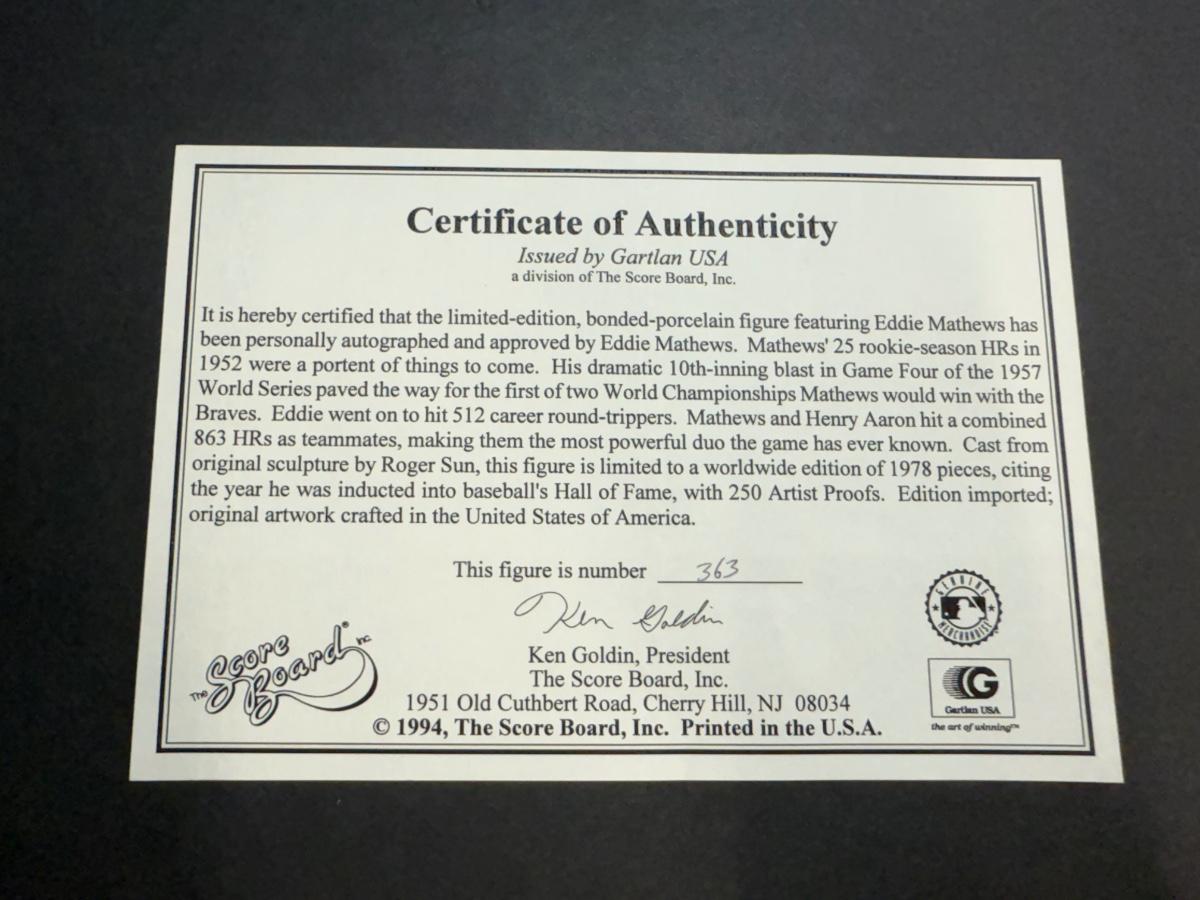 Certificate of Authenticity
Issued by Gartlan USA
a division of The Score Board, Inc.
It is hereby certified that the limited-edition, bonded-porcelain figure featuring Eddie Mathews has
been personally autographed and approved by Eddie Mathews. Mathews' 25 rookie-season HRs in
1952 were a portent of things to come. His dramatic 10th-inning blast in Game Four of the 1957
World Series paved the way for the first of two World Championships Mathews would win with the
Braves. Eddie went on to hit 512 career round-trippers. Mathews and Henry Aaron hit a combined
863 HRs as teammates, making them the most powerful duo the game has ever known. Cast from
original sculpture by Roger Sun, this figure is limited to a worldwide edition of 1978 pieces, citing
the year he was inducted into baseball's Hall of Fame, with 250 Artist Proofs. Edition imported;
original artwork crafted in the United States of America.
This figure is number 363
Ken Goldin
Ken Goldin, President
The Score Board, Inc.
1951 Old Cuthbert Road, Cherry Hill, NJ 08034
© 1994, The Score Board, Inc. Printed in the U.S.A.
The Score Board® Inc
GENUINE MERCHANDISE
G
Gartlan USA
the art of winning™